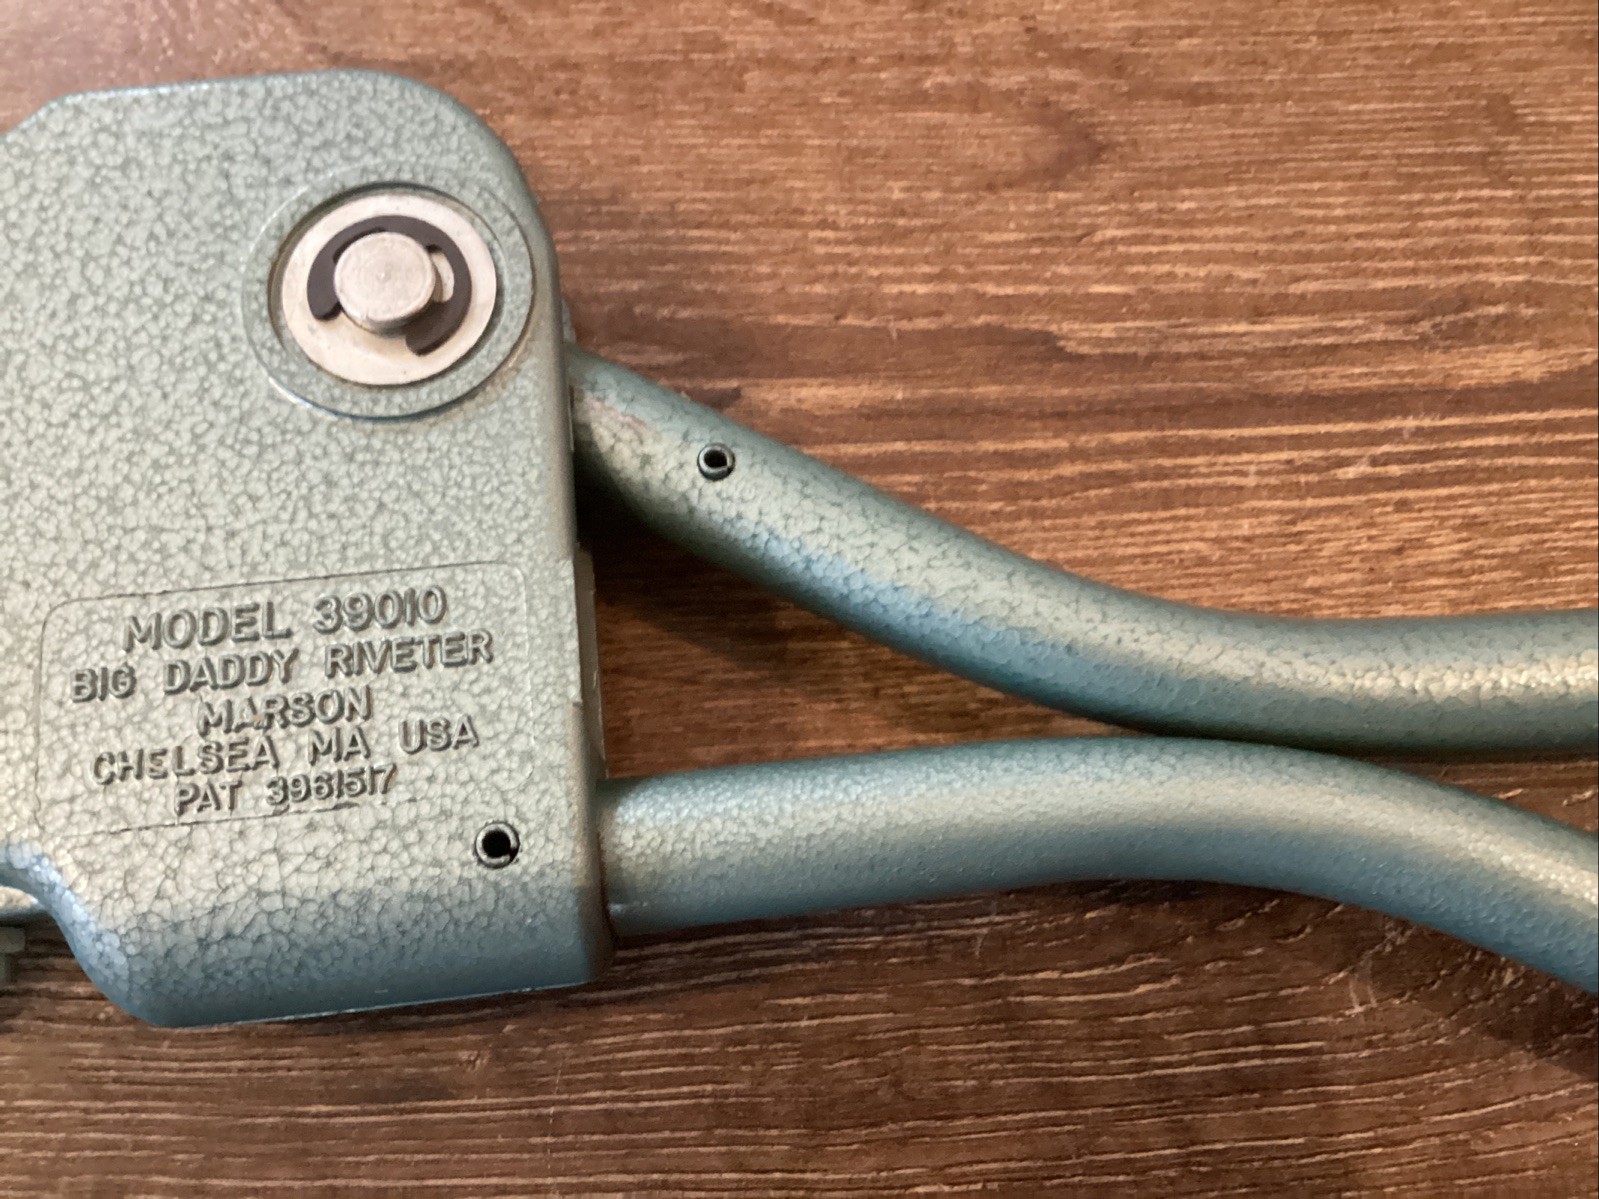 MODEL 39010
BIG DADDY RIVETER
MARSON
CHELSEA MA USA
PAT 3961517